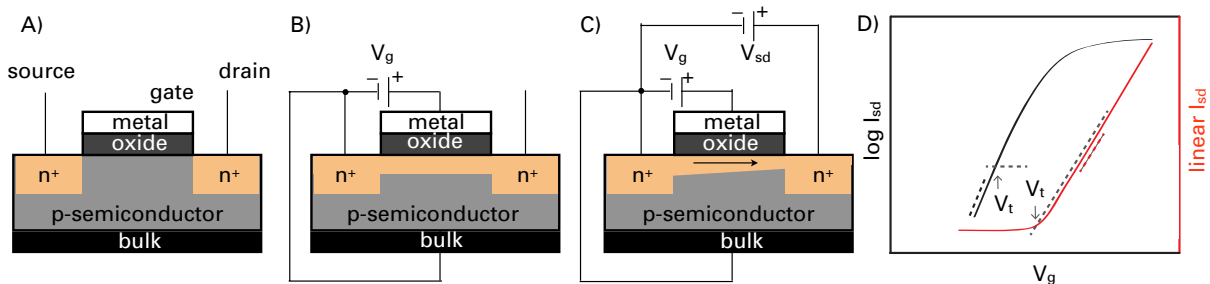 A)
source
drain
gate
metal
oxide
n+
n+
p-semiconductor
bulk
B)
Vg
− +
metal
oxide
n+
n+
p-semiconductor
bulk
C)
Vg
− +
− +
Vsd
metal
oxide
n+
n+
p-semiconductor
bulk
D)
log Isd
Vt
Vt
Vg
linear Isd